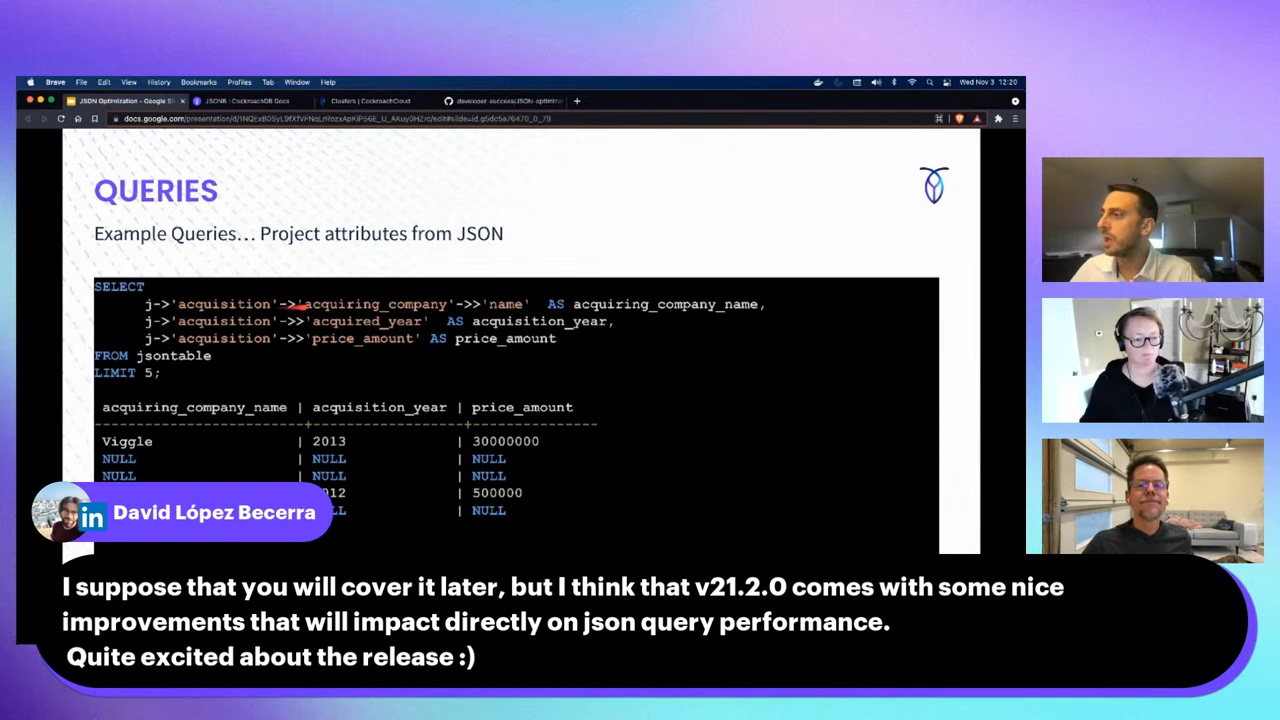 Brave File Edit View History Bookmarks Profiles Tab Window Help Wed Nov 3 12:20
JSON Optimization - Google Sl JSONB | CockroachDB Docs Clusters | CockroachCloud developer-success/JSON-optimiz
QUERIES
Example Queries... Project attributes from JSON
SELECT
j->'acquisition'->'acquiring_company'->>'name' AS acquiring_company_name,
j->'acquisition'->>'acquired_year' AS acquisition_year,
j->'acquisition'->>'price_amount' AS price_amount
FROM jsontable
LIMIT 5;
acquiring_company_name | acquisition_year | price_amount
Viggle | 2013 | 30000000
NULL | NULL | NULL
NULL | NULL | NULL
012 | 500000
LL | NULL
in David López Becerra
I suppose that you will cover it later, but I think that v21.2.0 comes with some nice
improvements that will impact directly on json query performance.
Quite excited about the release :)